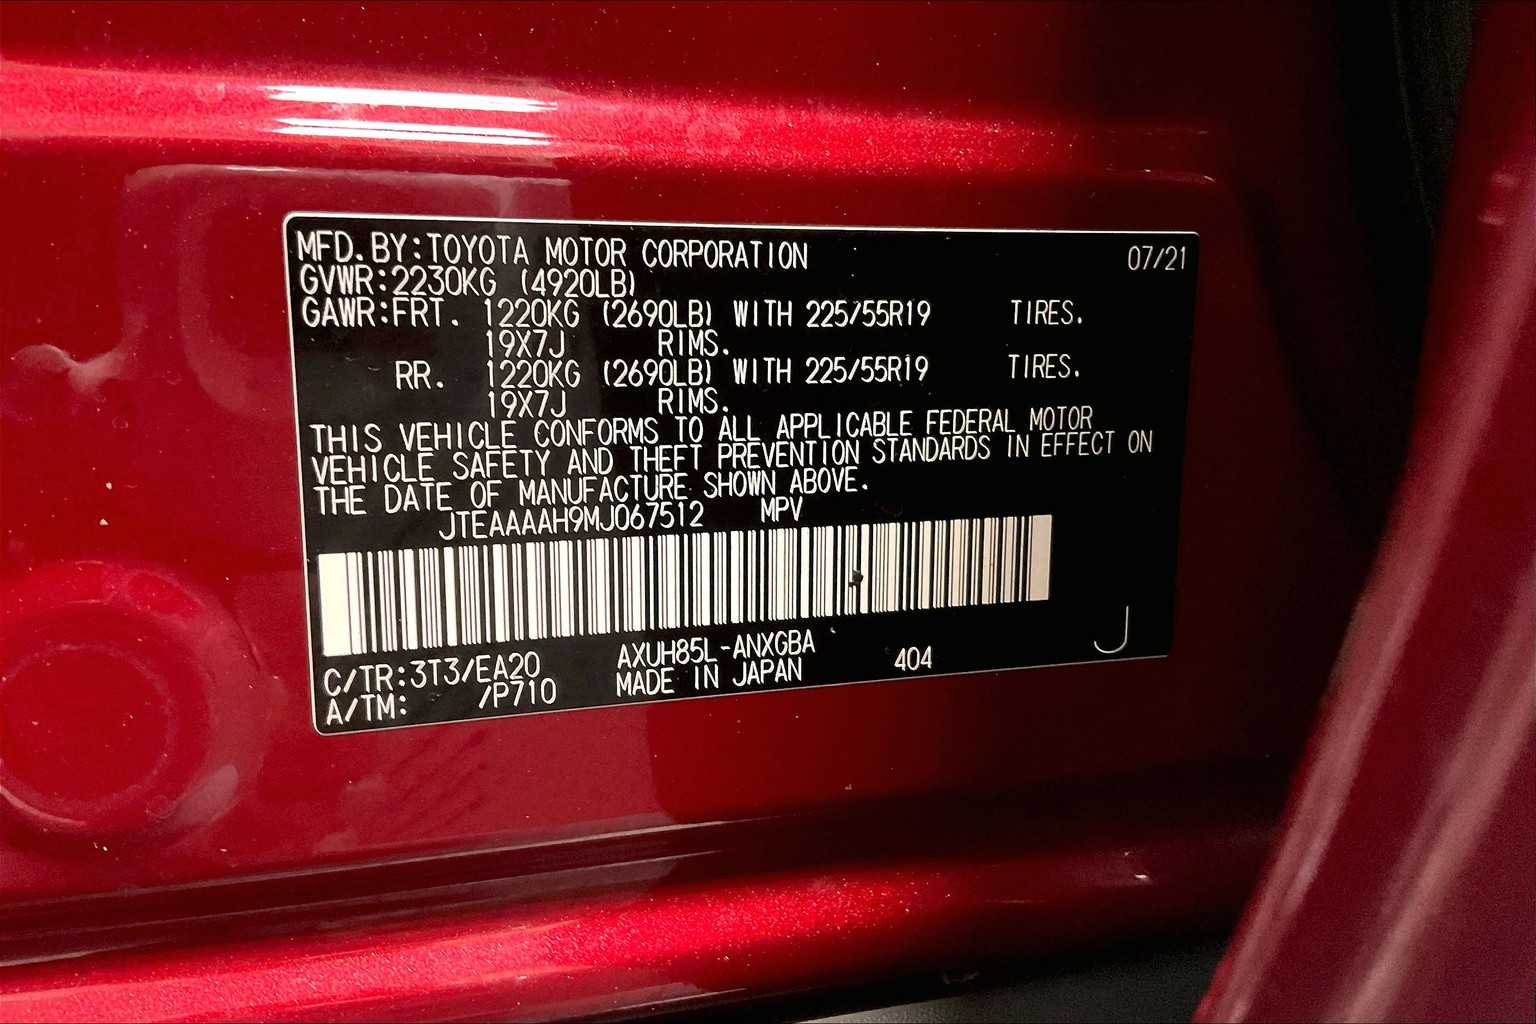 MFD.BY:TOYOTA MOTOR CORPORATION 07/21
GVWR:2230KG (4920LB)
GAWR:FRT. 1220KG (2690LB) WITH 225/55R19 TIRES.
19X7J RIMS.
RR. 1220KG (2690LB) WITH 225/55R19 TIRES.
19X7J RIMS.
THIS VEHICLE CONFORMS TO ALL APPLICABLE FEDERAL MOTOR
VEHICLE SAFETY AND THEFT PREVENTION STANDARDS IN EFFECT ON
THE DATE OF MANUFACTURE SHOWN ABOVE.
JTEAAAAH9MJ067512 MPV
C/TR:3T3/EA20 AXUH85L-ANXGBA 404 J
A/TM: /P710 MADE IN JAPAN